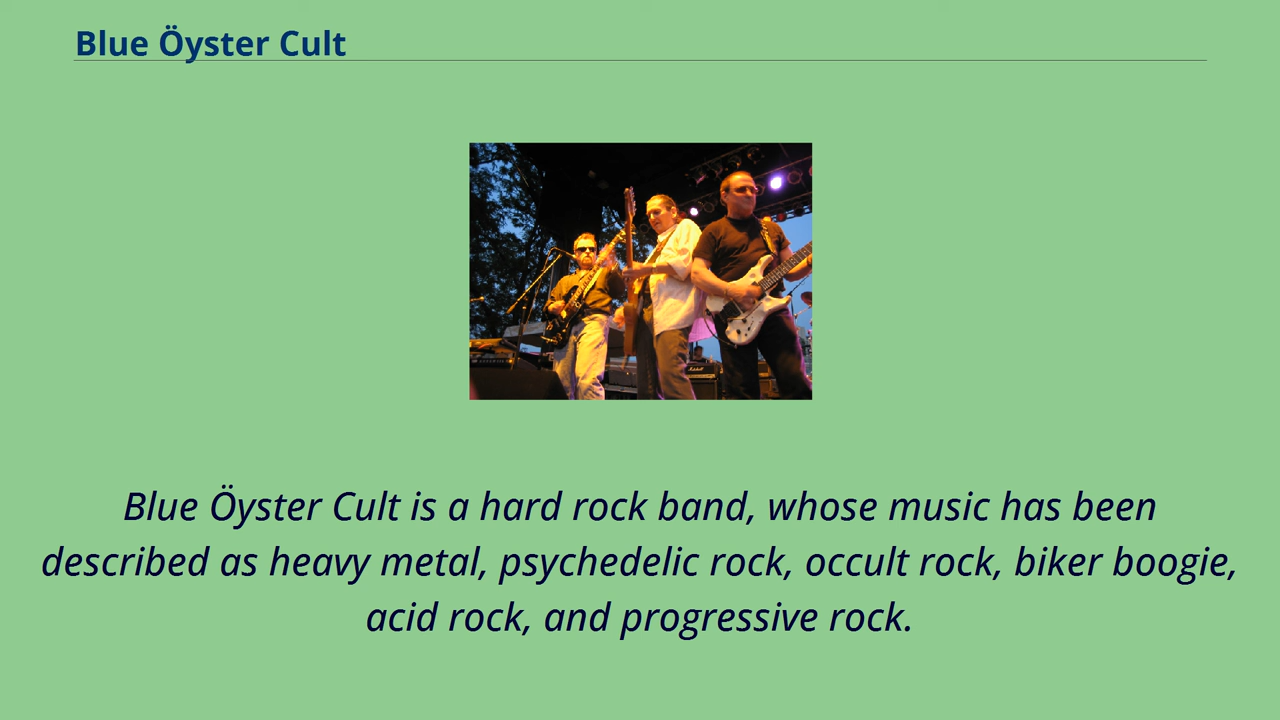 Blue Öyster Cult
Blue Öyster Cult is a hard rock band, whose music has been
described as heavy metal, psychedelic rock, occult rock, biker boogie,
acid rock, and progressive rock.